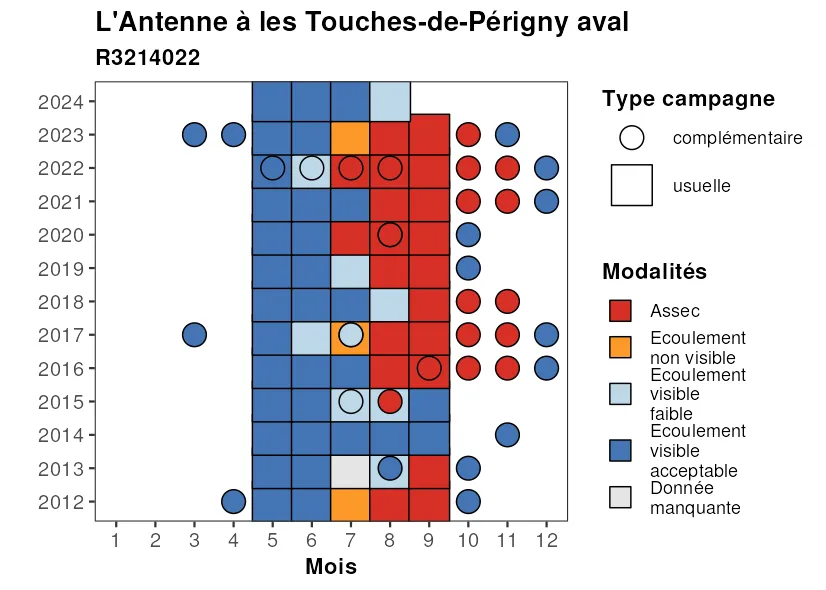 L'Antenne à les Touches-de-Périgny aval
R3214022
2024
2023
2022
2021
2020
2019
2018
2017
2016
2015
2014
2013
2012
1 2 3 4 5 6 7 8 9 10 11 12
Mois
Type campagne
complémentaire
usuelle
Modalités
Assec
Ecoulement
non visible
Ecoulement
visible
faible
Ecoulement
visible
acceptable
Donnée
manquante